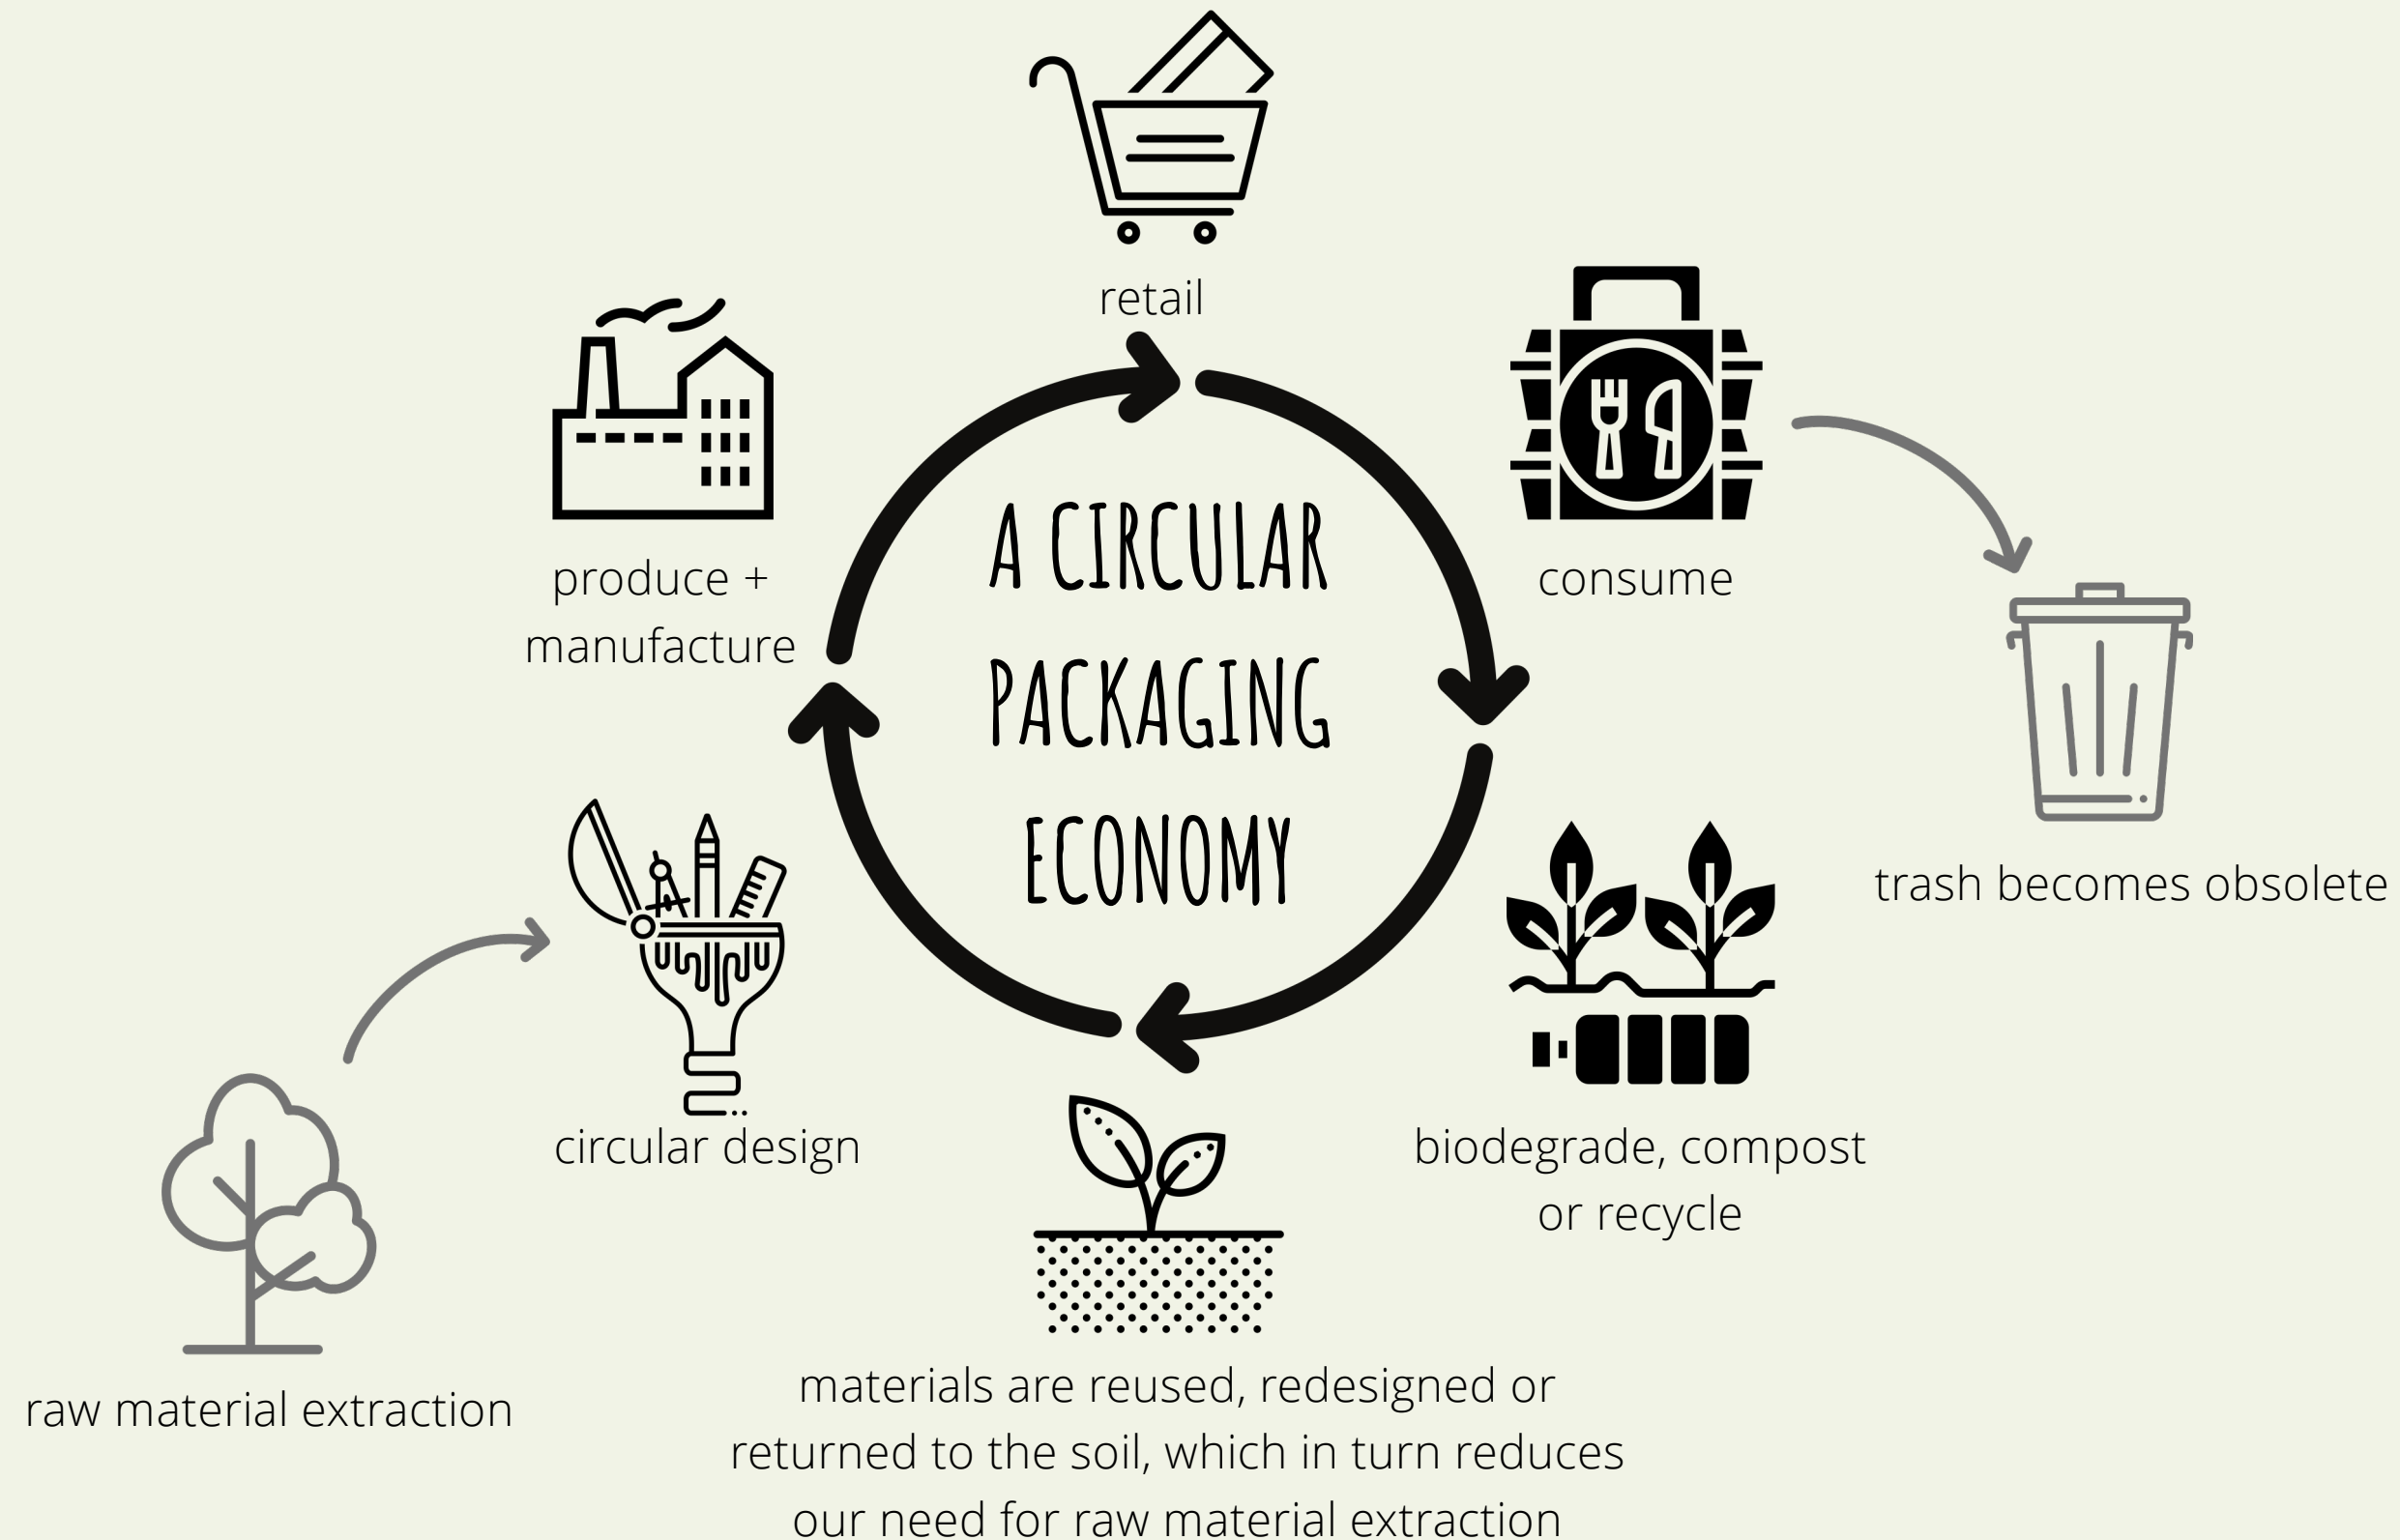 retail
produce +
manufacture
consume
A CIRCULAR
PACKAGING
ECONOMY
trash becomes obsolete
circular design
biodegrade, compost
or recycle
raw material extraction
materials are reused, redesigned or
returned to the soil, which in turn reduces
our need for raw material extraction